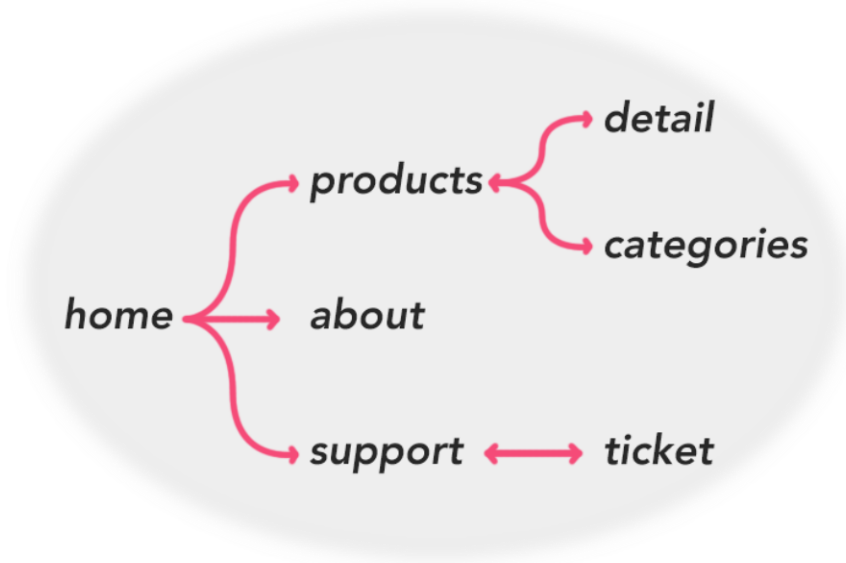 detail
products
categories
home
about
support
ticket